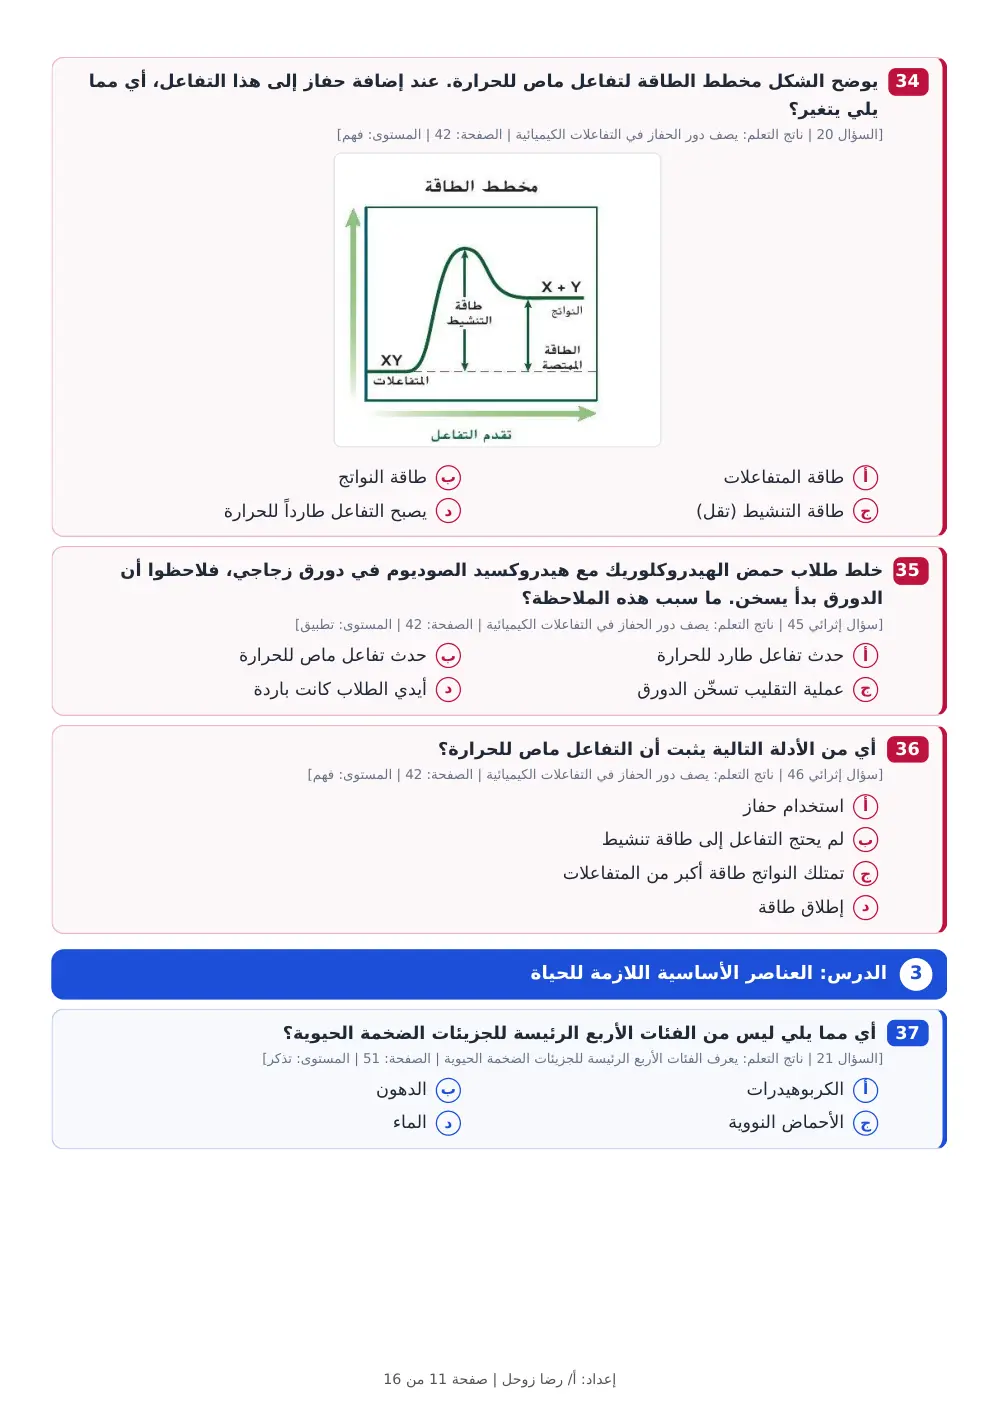 34 يوضح الشكل مخطط الطاقة لتفاعل ماص للحرارة. عند إضافة حفاز إلى هذا التفاعل، أي مما
يلي يتغير؟
[السؤال 20 | ناتج التعلم: يصف دور الحفاز في التفاعلات الكيميائية | الصفحة: 42 | المستوى: فهم]
مخطط الطاقة
X + Y
النواتج
طاقة
التنشيط
الطاقة
الممتصة
XY
المتفاعلات
تقدم التفاعل
أ طاقة المتفاعلات
ب طاقة النواتج
ج طاقة التنشيط (تقل)
د يصبح التفاعل طارداً للحرارة
35 خلط طلاب حمض الهيدروكلوريك مع هيدروكسيد الصوديوم في دورق زجاجي، فلاحظوا أن
الدورق بدأ يسخن. ما سبب هذه الملاحظة؟
[سؤال إثرائي 45 | ناتج التعلم: يصف دور الحفاز في التفاعلات الكيميائية | الصفحة: 42 | المستوى: تطبيق]
أ حدث تفاعل طارد للحرارة
ب حدث تفاعل ماص للحرارة
ج عملية التقليب تسخّن الدورق
د أيدي الطلاب كانت باردة
36 أي من الأدلة التالية يثبت أن التفاعل ماص للحرارة؟
[سؤال إثرائي 46 | ناتج التعلم: يصف دور الحفاز في التفاعلات الكيميائية | الصفحة: 42 | المستوى: فهم]
أ استخدام حفاز
ب لم يحتج التفاعل إلى طاقة تنشيط
ج تمتلك النواتج طاقة أكبر من المتفاعلات
د إطلاق طاقة
3 الدرس: العناصر الأساسية اللازمة للحياة
37 أي مما يلي ليس من الفئات الأربع الرئيسة للجزيئات الضخمة الحيوية؟
[السؤال 21 | ناتج التعلم: يعرف الفئات الأربع الرئيسة للجزيئات الضخمة الحيوية | الصفحة: 51 | المستوى: تذكر]
أ الكربوهيدرات
ب الدهون
ج الأحماض النووية
د الماء
إعداد: أ/ رضا زوحل | صفحة 11 من 16